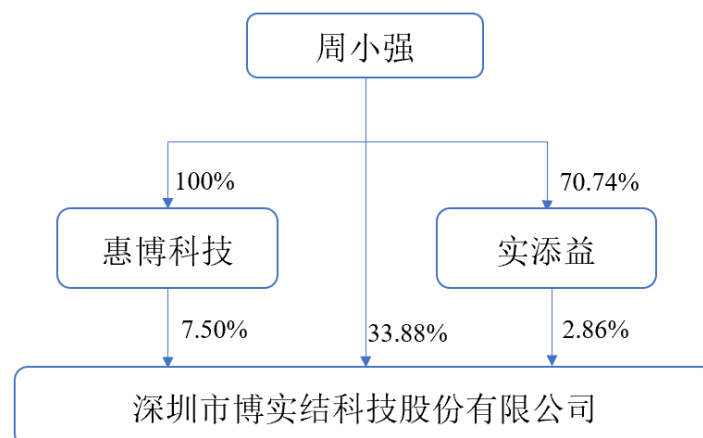 周小强
100%
70.74%
惠博科技
实添益
7.50%
33.88%
2.86%
深圳市博实结科技股份有限公司